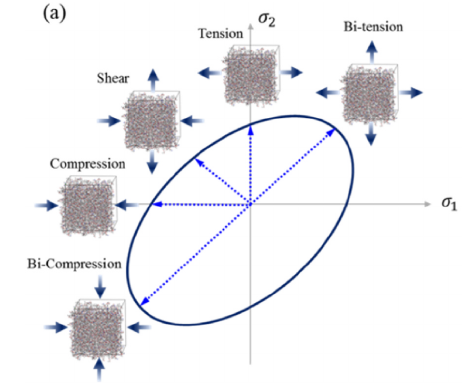 (a)
σ₂
Tension
Bi-tension
Shear
Compression
σ₁
Bi-Compression